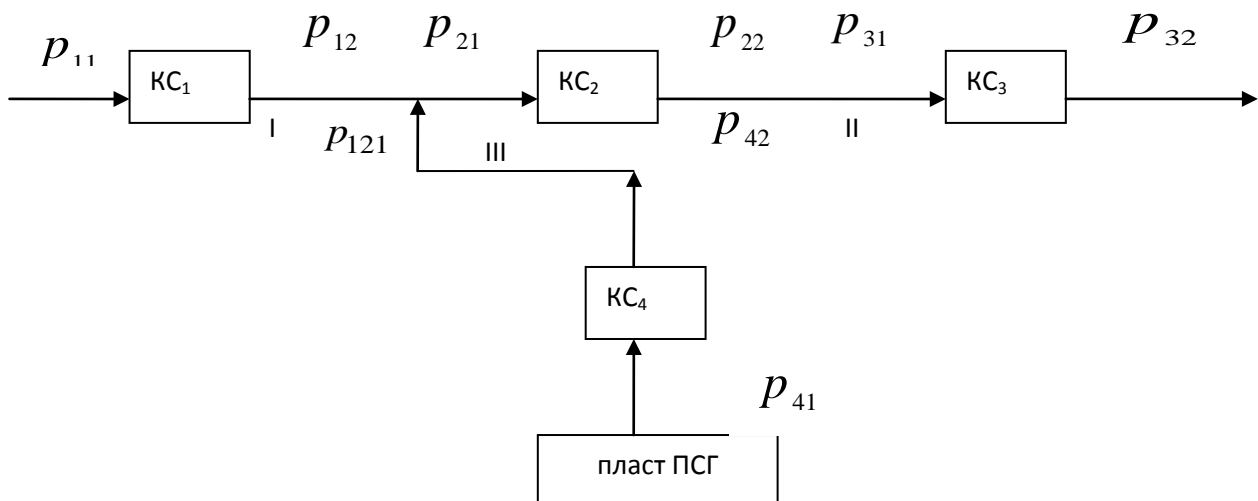 p₁₂ p₂₁ p₂₂ p₃₁ p₃₂
p₁₁ КС₁ КС₂ КС₃
I p₁₂₁ III p₄₂ II
КС₄
p₄₁
пласт ПСГ